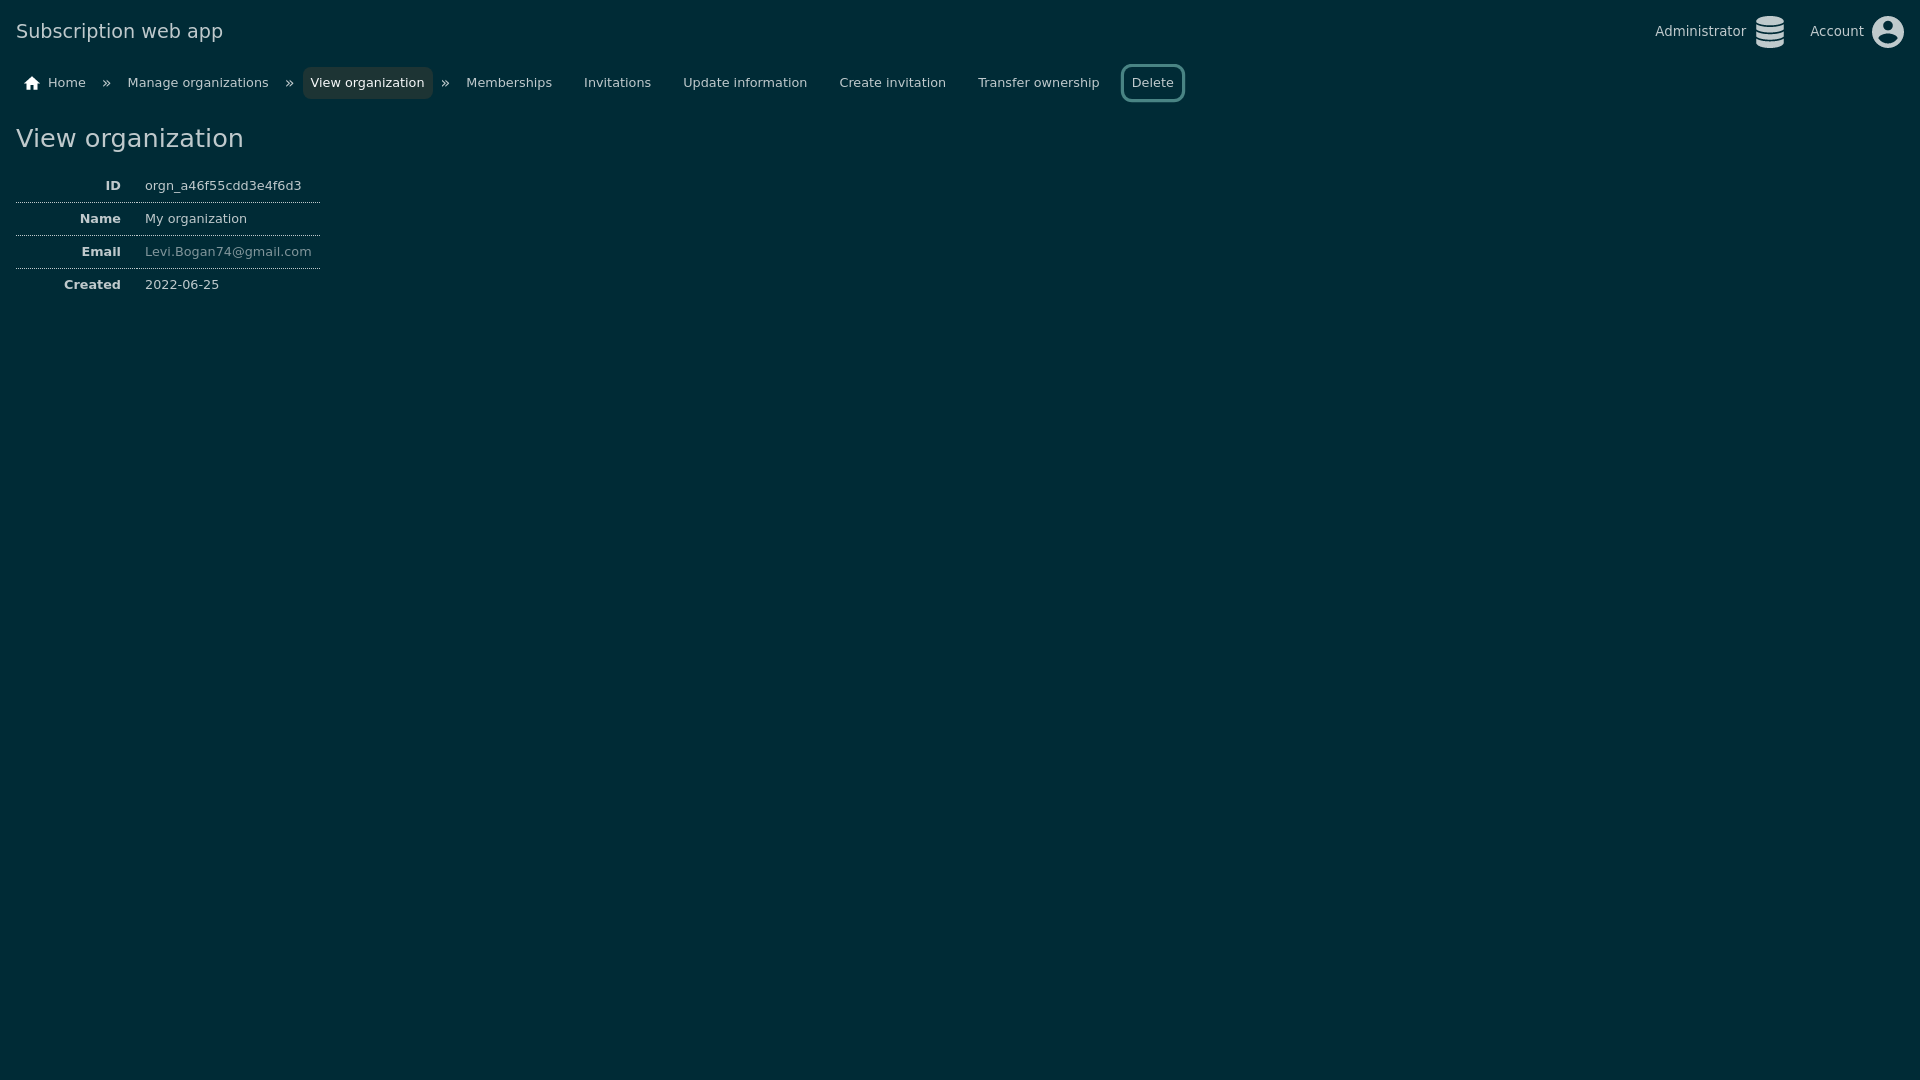 Subscription web app
Administrator
Account
Home » Manage organizations » View organization » Memberships Invitations Update information Create invitation Transfer ownership Delete
View organization
ID orgn_a46f55cdd3e4f6d3
Name My organization
Email Levi.Bogan74@gmail.com
Created 2022-06-25